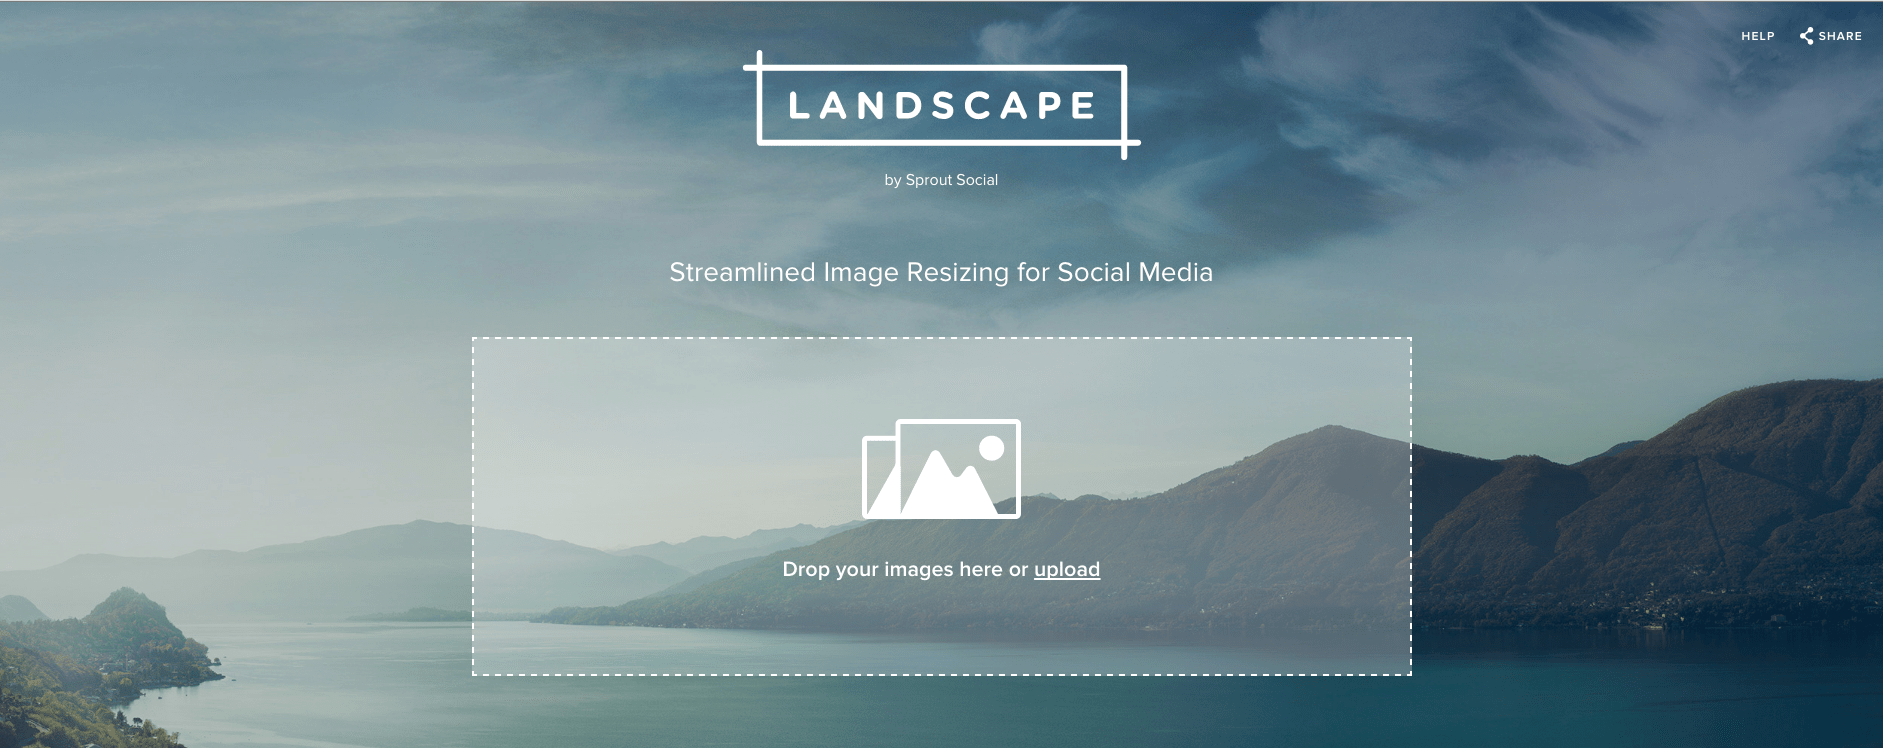 HELP
SHARE
LANDSCAPE
by Sprout Social
Streamlined Image Resizing for Social Media
Drop your images here or upload